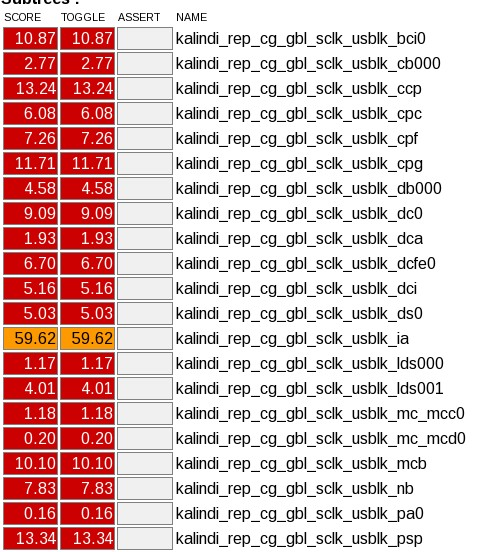 Subtrees :
SCORE TOGGLE ASSERT NAME
10.87 10.87 kalindi_rep_cg_gbl_sclk_usblk_bci0
2.77 2.77 kalindi_rep_cg_gbl_sclk_usblk_cb000
13.24 13.24 kalindi_rep_cg_gbl_sclk_usblk_ccp
6.08 6.08 kalindi_rep_cg_gbl_sclk_usblk_cpc
7.26 7.26 kalindi_rep_cg_gbl_sclk_usblk_cpf
11.71 11.71 kalindi_rep_cg_gbl_sclk_usblk_cpg
4.58 4.58 kalindi_rep_cg_gbl_sclk_usblk_db000
9.09 9.09 kalindi_rep_cg_gbl_sclk_usblk_dc0
1.93 1.93 kalindi_rep_cg_gbl_sclk_usblk_dca
6.70 6.70 kalindi_rep_cg_gbl_sclk_usblk_dcfe0
5.16 5.16 kalindi_rep_cg_gbl_sclk_usblk_dci
5.03 5.03 kalindi_rep_cg_gbl_sclk_usblk_ds0
59.62 59.62 kalindi_rep_cg_gbl_sclk_usblk_ia
1.17 1.17 kalindi_rep_cg_gbl_sclk_usblk_lds000
4.01 4.01 kalindi_rep_cg_gbl_sclk_usblk_lds001
1.18 1.18 kalindi_rep_cg_gbl_sclk_usblk_mc_mcc0
0.20 0.20 kalindi_rep_cg_gbl_sclk_usblk_mc_mcd0
10.10 10.10 kalindi_rep_cg_gbl_sclk_usblk_mcb
7.83 7.83 kalindi_rep_cg_gbl_sclk_usblk_nb
0.16 0.16 kalindi_rep_cg_gbl_sclk_usblk_pa0
13.34 13.34 kalindi_rep_cg_gbl_sclk_usblk_psp